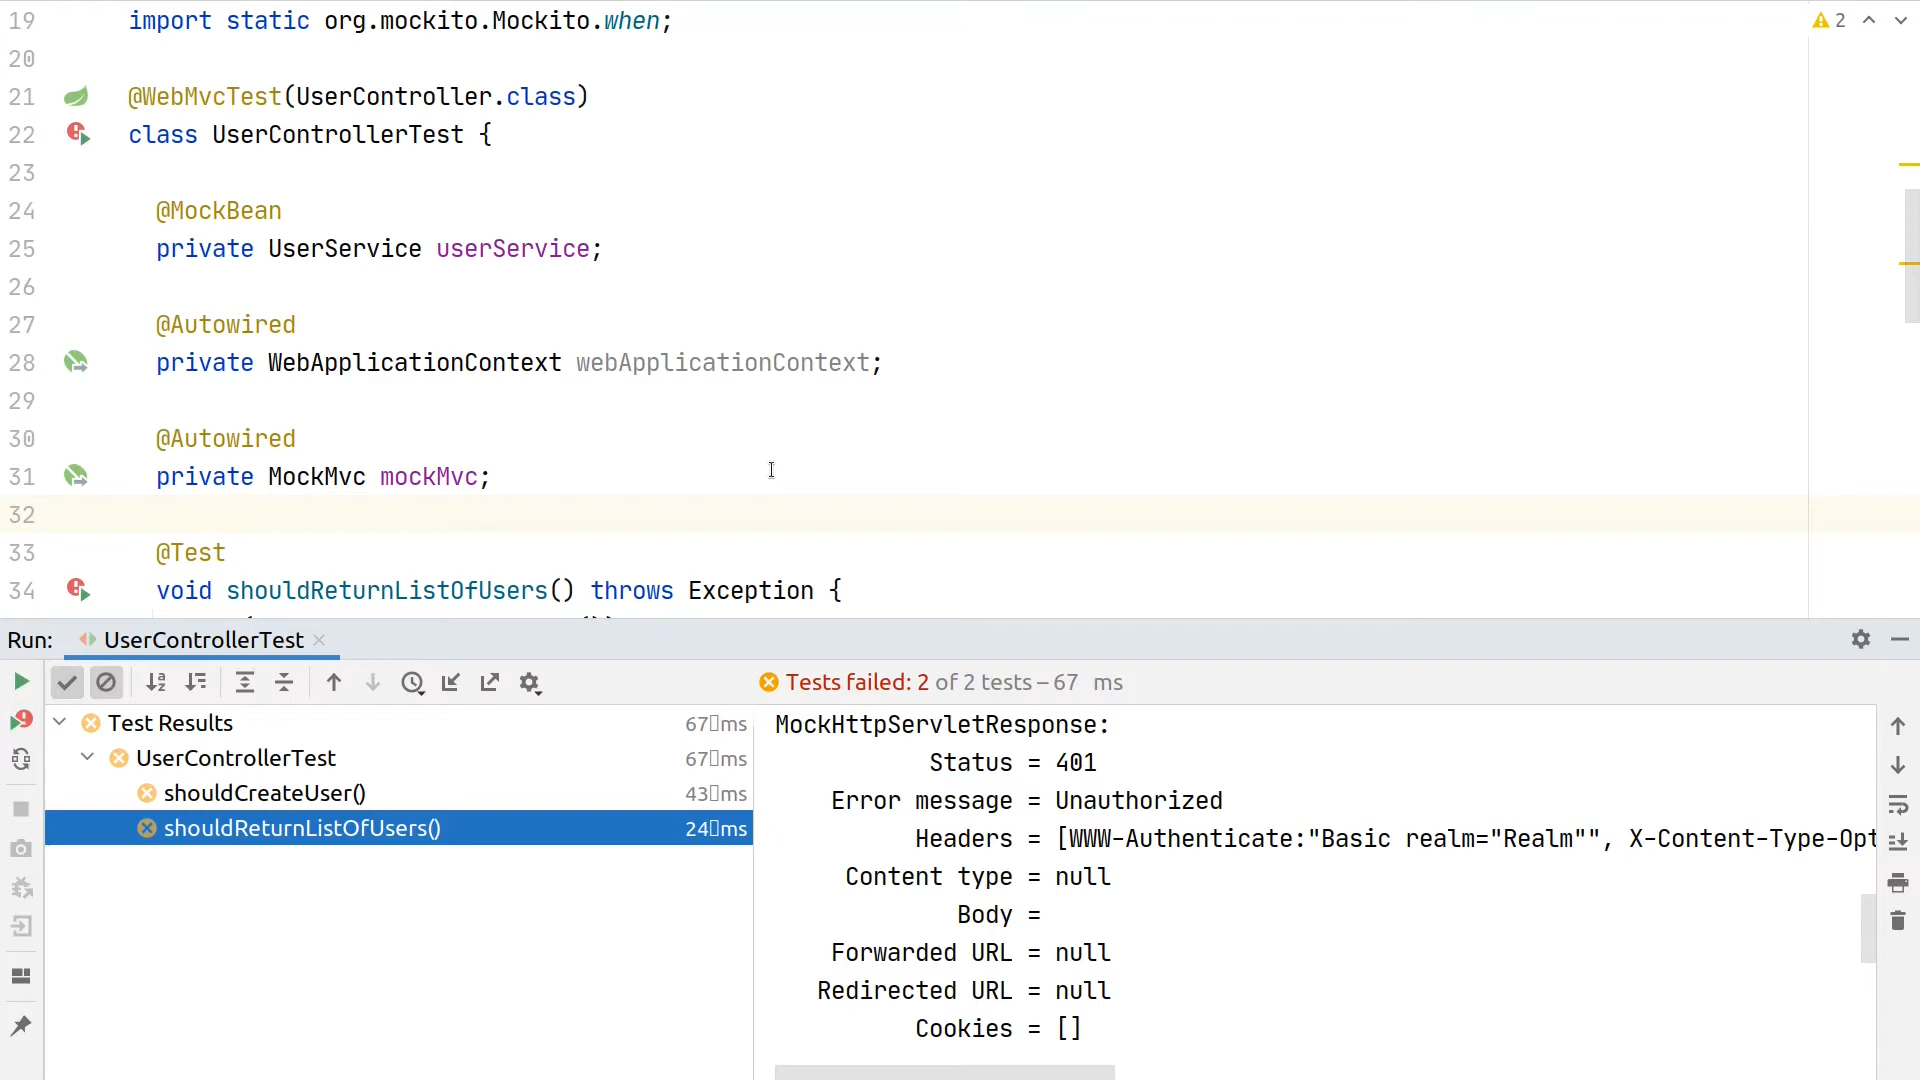 19 import static org.mockito.Mockito.when;
20
21 @WebMvcTest(UserController.class)
22 class UserControllerTest {
23
24 @MockBean
25 private UserService userService;
26
27 @Autowired
28 private WebApplicationContext webApplicationContext;
29
30 @Autowired
31 private MockMvc mockMvc;
32
33 @Test
34 void shouldReturnListOfUsers() throws Exception {
2
Run: UserControllerTest
Tests failed: 2 of 2 tests – 67 ms
Test Results 67 ms
UserControllerTest 67 ms
shouldCreateUser() 43 ms
shouldReturnListOfUsers() 24 ms
MockHttpServletResponse:
Status = 401
Error message = Unauthorized
Headers = [WWW-Authenticate:"Basic realm="Realm"", X-Content-Type-Opt
Content type = null
Body =
Forwarded URL = null
Redirected URL = null
Cookies = []